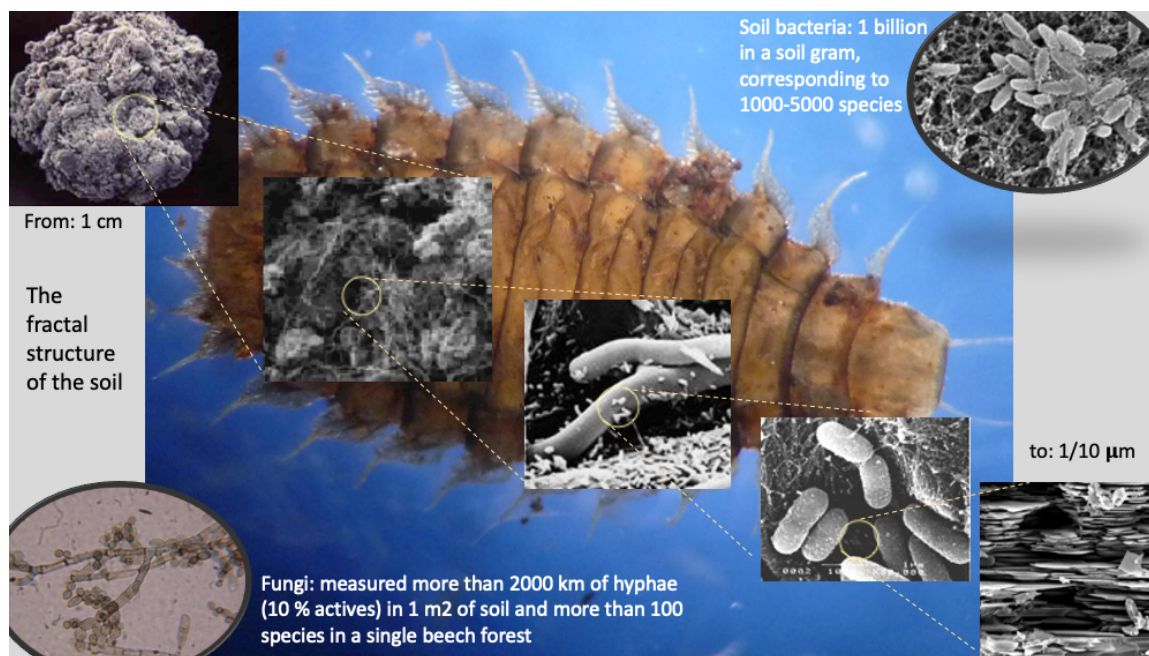 Soil bacteria: 1 billion
in a soil gram,
corresponding to
1000-5000 species
From: 1 cm
The
fractal
structure
of the soil
to: 1/10 μm
Fungi: measured more than 2000 km of hyphae
(10 % actives) in 1 m2 of soil and more than 100
species in a single beech forest
0002
1μm